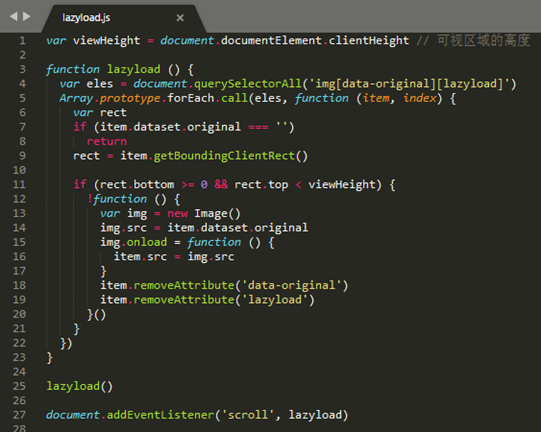 lazyload.js
1 var viewHeight = document.documentElement.clientHeight // 可视区域的高度
2
3 function lazyload () {
4   var eles = document.querySelectorAll('img[data-original][lazyload]')
5   Array.prototype.forEach.call(eles, function (item, index) {
6     var rect
7     if (item.dataset.original === '')
8       return
9     rect = item.getBoundingClientRect()
10
11     if (rect.bottom >= 0 && rect.top < viewHeight) {
12       !function () {
13         var img = new Image()
14         img.src = item.dataset.original
15         img.onload = function () {
16           item.src = img.src
17         }
18         item.removeAttribute('data-original')
19         item.removeAttribute('lazyload')
20       }()
21     }
22   })
23 }
24
25 lazyload()
26
27 document.addEventListener('scroll', lazyload)
28